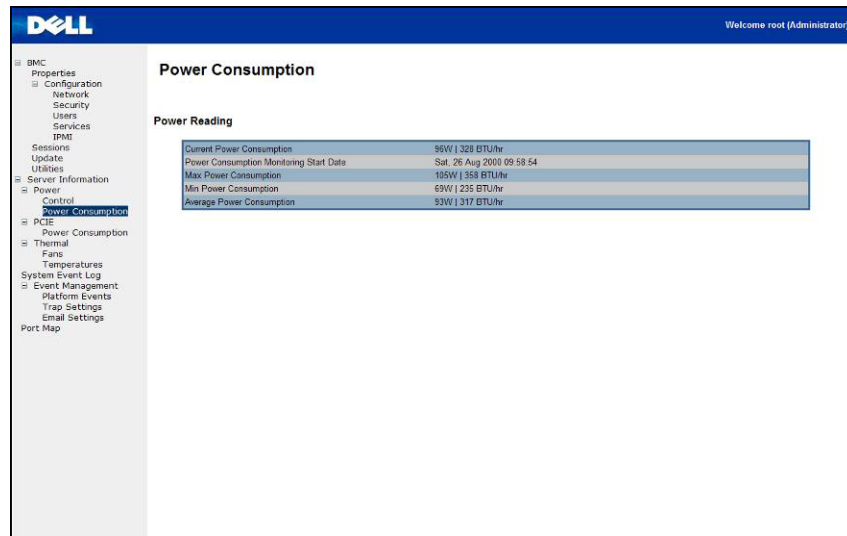 DELL
Welcome root (Administrator)
BMC
Properties
Configuration
Network
Security
Users
Services
IPMI
Sessions
Update
Utilities
Server Information
Power
Control
Power Consumption
PCIE
Power Consumption
Thermal
Fans
Temperatures
System Event Log
Event Management
Platform Events
Trap Settings
Email Settings
Port Map
Power Consumption
Power Reading
Current Power Consumption 96W | 328 BTU/hr
Power Consumption Monitoring Start Date Sat, 26 Aug 2000 09:58:54
Max Power Consumption 105W | 358 BTU/hr
Min Power Consumption 69W | 235 BTU/hr
Average Power Consumption 93W | 317 BTU/hr